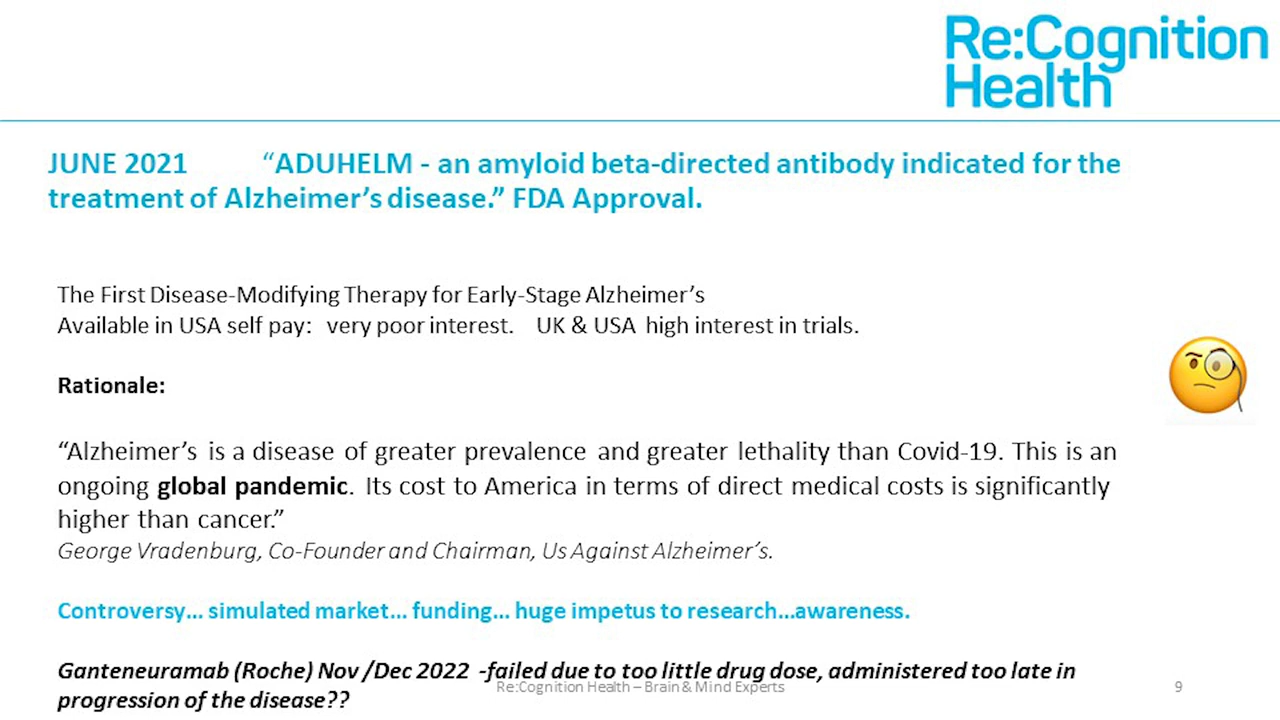 Re:Cognition
Health
JUNE 2021 “ADUHELM - an amyloid beta-directed antibody indicated for the
treatment of Alzheimer’s disease.” FDA Approval.
The First Disease-Modifying Therapy for Early-Stage Alzheimer’s
Available in USA self pay: very poor interest. UK & USA high interest in trials.
Rationale:
“Alzheimer’s is a disease of greater prevalence and greater lethality than Covid-19. This is an
ongoing global pandemic. Its cost to America in terms of direct medical costs is significantly
higher than cancer.”
George Vradenburg, Co-Founder and Chairman, Us Against Alzheimer’s.
Controversy... simulated market... funding... huge impetus to research...awareness.
Ganteneuramab (Roche) Nov /Dec 2022 -failed due to too little drug dose, administered too late in
progression of the disease??
Re:Cognition Health – Brain & Mind Experts
9